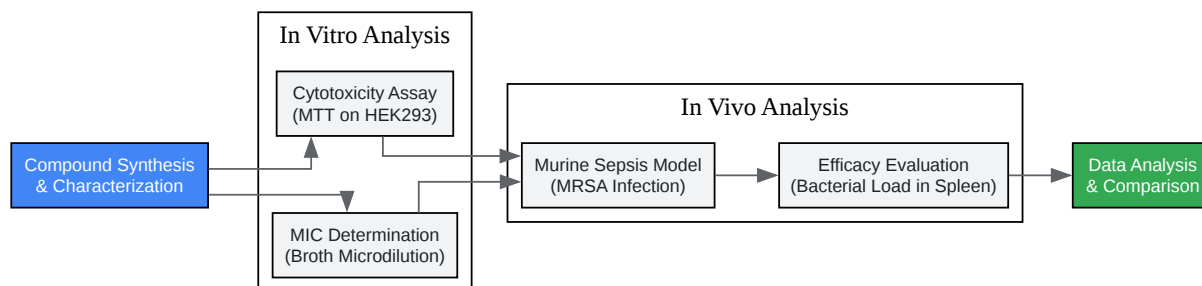 In Vitro Analysis
Cytotoxicity Assay
(MTT on HEK293)
In Vivo Analysis
Compound Synthesis
& Characterization
Murine Sepsis Model
(MRSA Infection)
Efficacy Evaluation
(Bacterial Load in Spleen)
Data Analysis
& Comparison
MIC Determination
(Broth Microdilution)